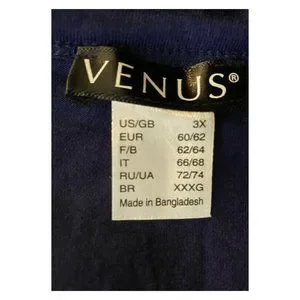 VENUS®
US/GB 3X
EUR 60/62
F/B 62/64
IT 66/68
RU/UA 72/74
BR XXXG
Made in Bangladesh